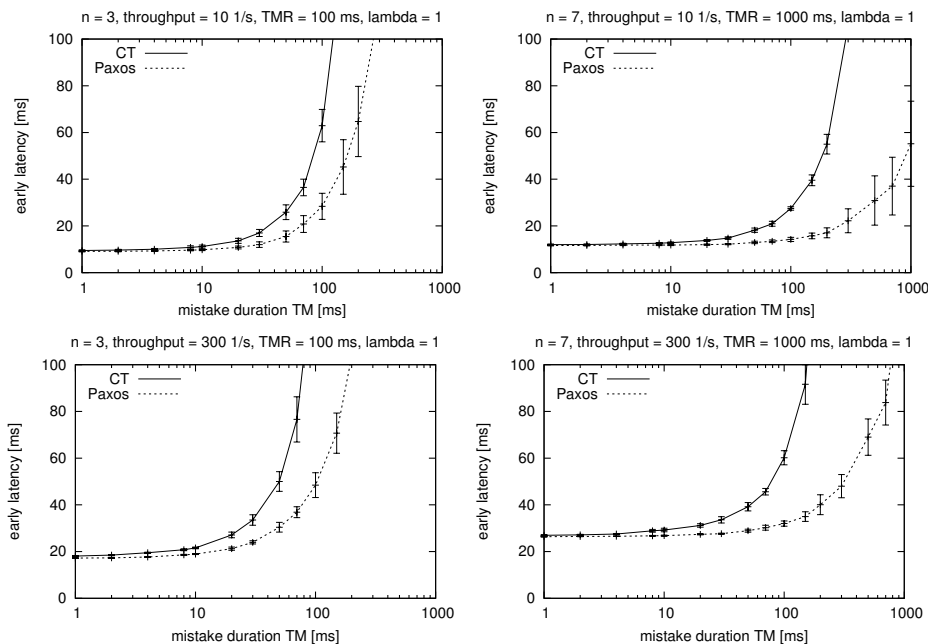 n = 3, throughput = 10 1/s, TMR = 100 ms, lambda = 1
100
80
60
40
20
0
early latency [ms]
CT
Paxos
1 10 100 1000
mistake duration TM [ms]
n = 7, throughput = 10 1/s, TMR = 1000 ms, lambda = 1
100
80
60
40
20
0
early latency [ms]
CT
Paxos
1 10 100 1000
mistake duration TM [ms]
n = 3, throughput = 300 1/s, TMR = 100 ms, lambda = 1
100
80
60
40
20
0
early latency [ms]
CT
Paxos
1 10 100 1000
mistake duration TM [ms]
n = 7, throughput = 300 1/s, TMR = 1000 ms, lambda = 1
100
80
60
40
20
0
early latency [ms]
CT
Paxos
1 10 100 1000
mistake duration TM [ms]